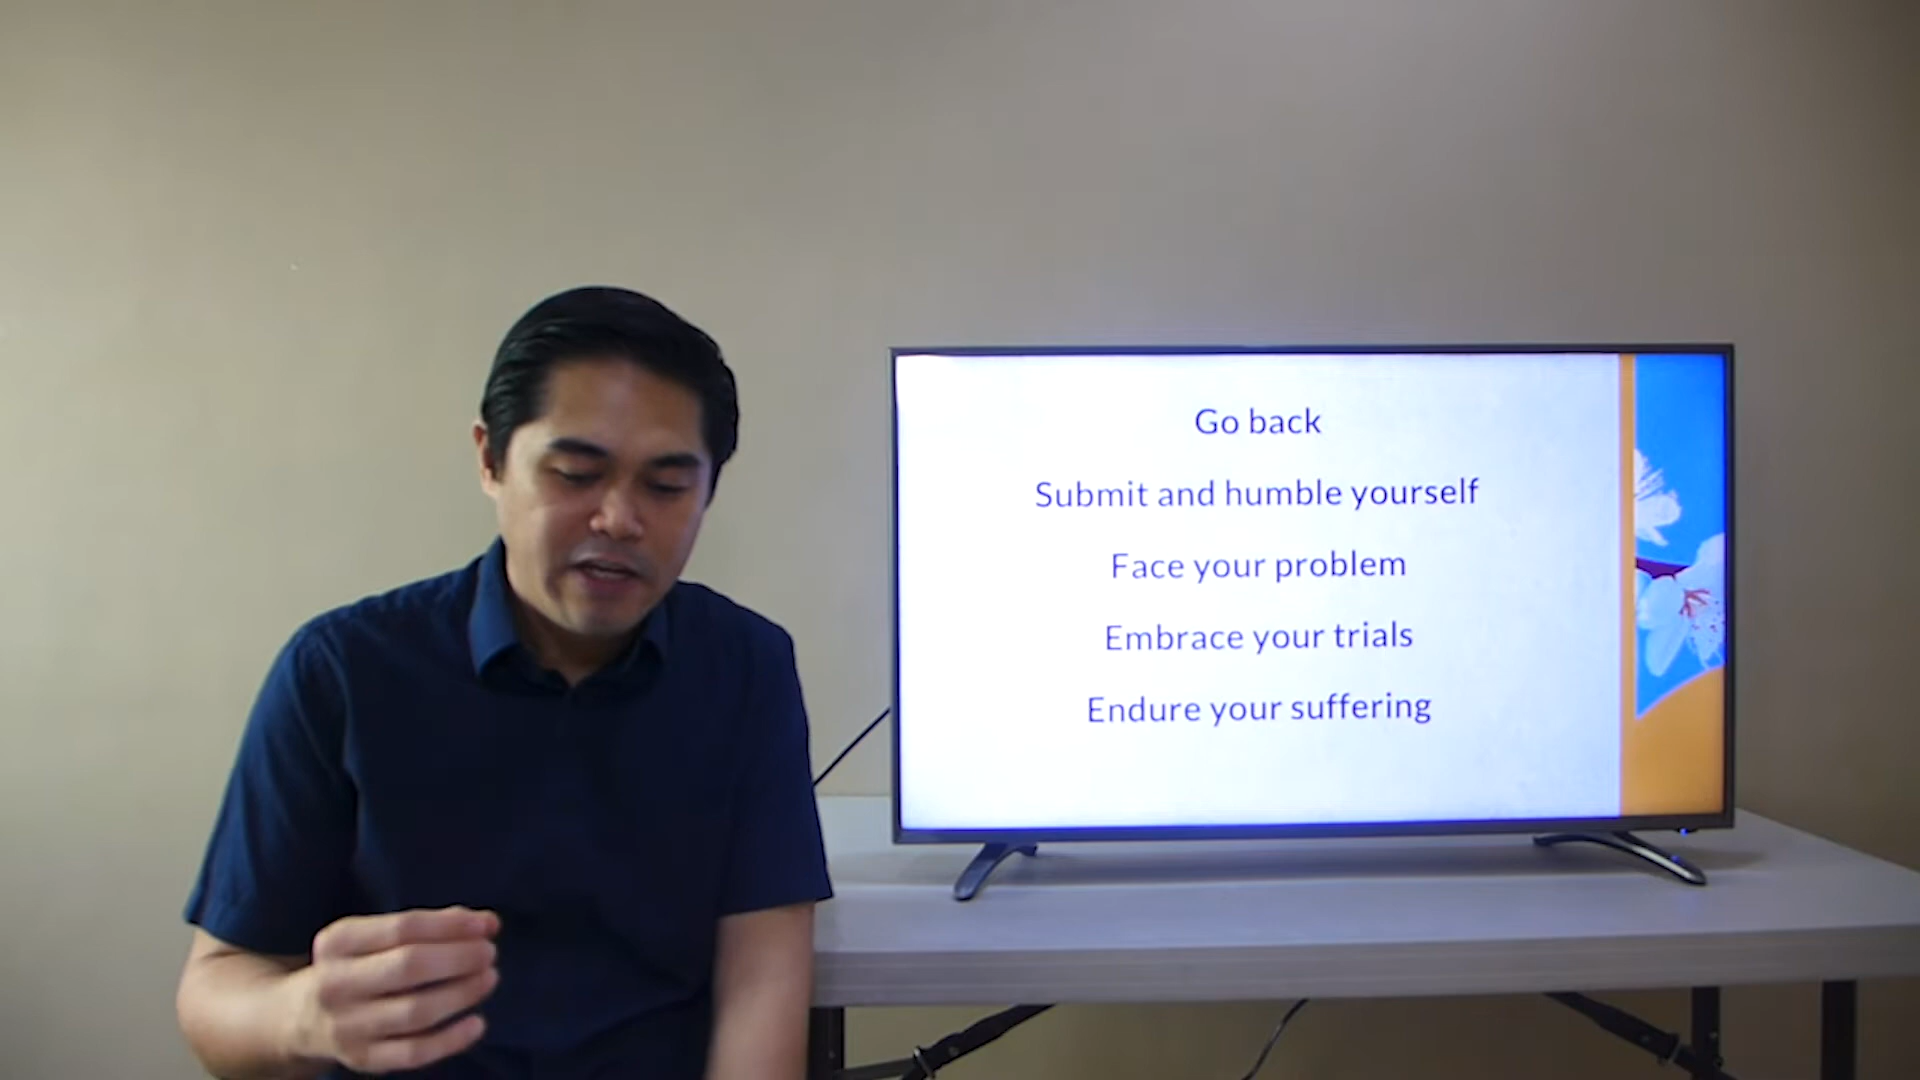 Go back
Submit and humble yourself
Face your problem
Embrace your trials
Endure your suffering